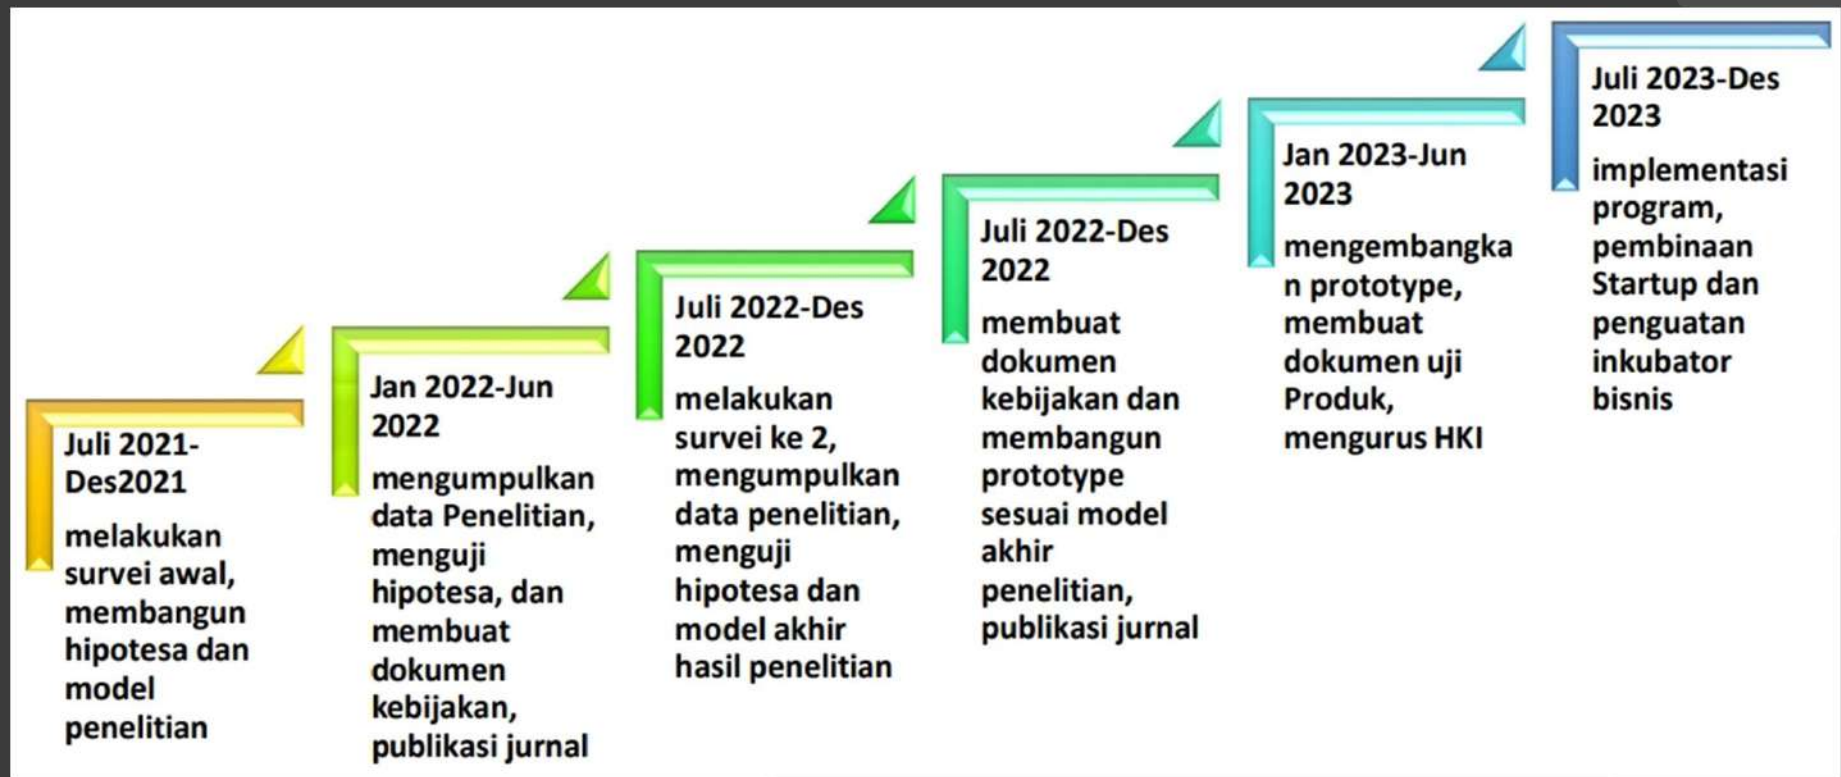 Juli 2021-
Des2021
melakukan
survei awal,
membangun
hipotesa dan
model
penelitian
Jan 2022-Jun
2022
mengumpulkan
data Penelitian,
menguji
hipotesa, dan
membuat
dokumen
kebijakan,
publikasi jurnal
Juli 2022-Des
2022
melakukan
survei ke 2,
mengumpulkan
data penelitian,
menguji
hipotesa dan
model akhir
hasil penelitian
Juli 2022-Des
2022
membuat
dokumen
kebijakan dan
membangun
prototype
sesuai model
akhir
penelitian,
publikasi jurnal
Jan 2023-Jun
2023
mengembangka
n prototype,
membuat
dokumen uji
Produk,
mengurus HKI
Juli 2023-Des
2023
implementasi
program,
pembinaan
Startup dan
penguatan
inkubator
bisnis